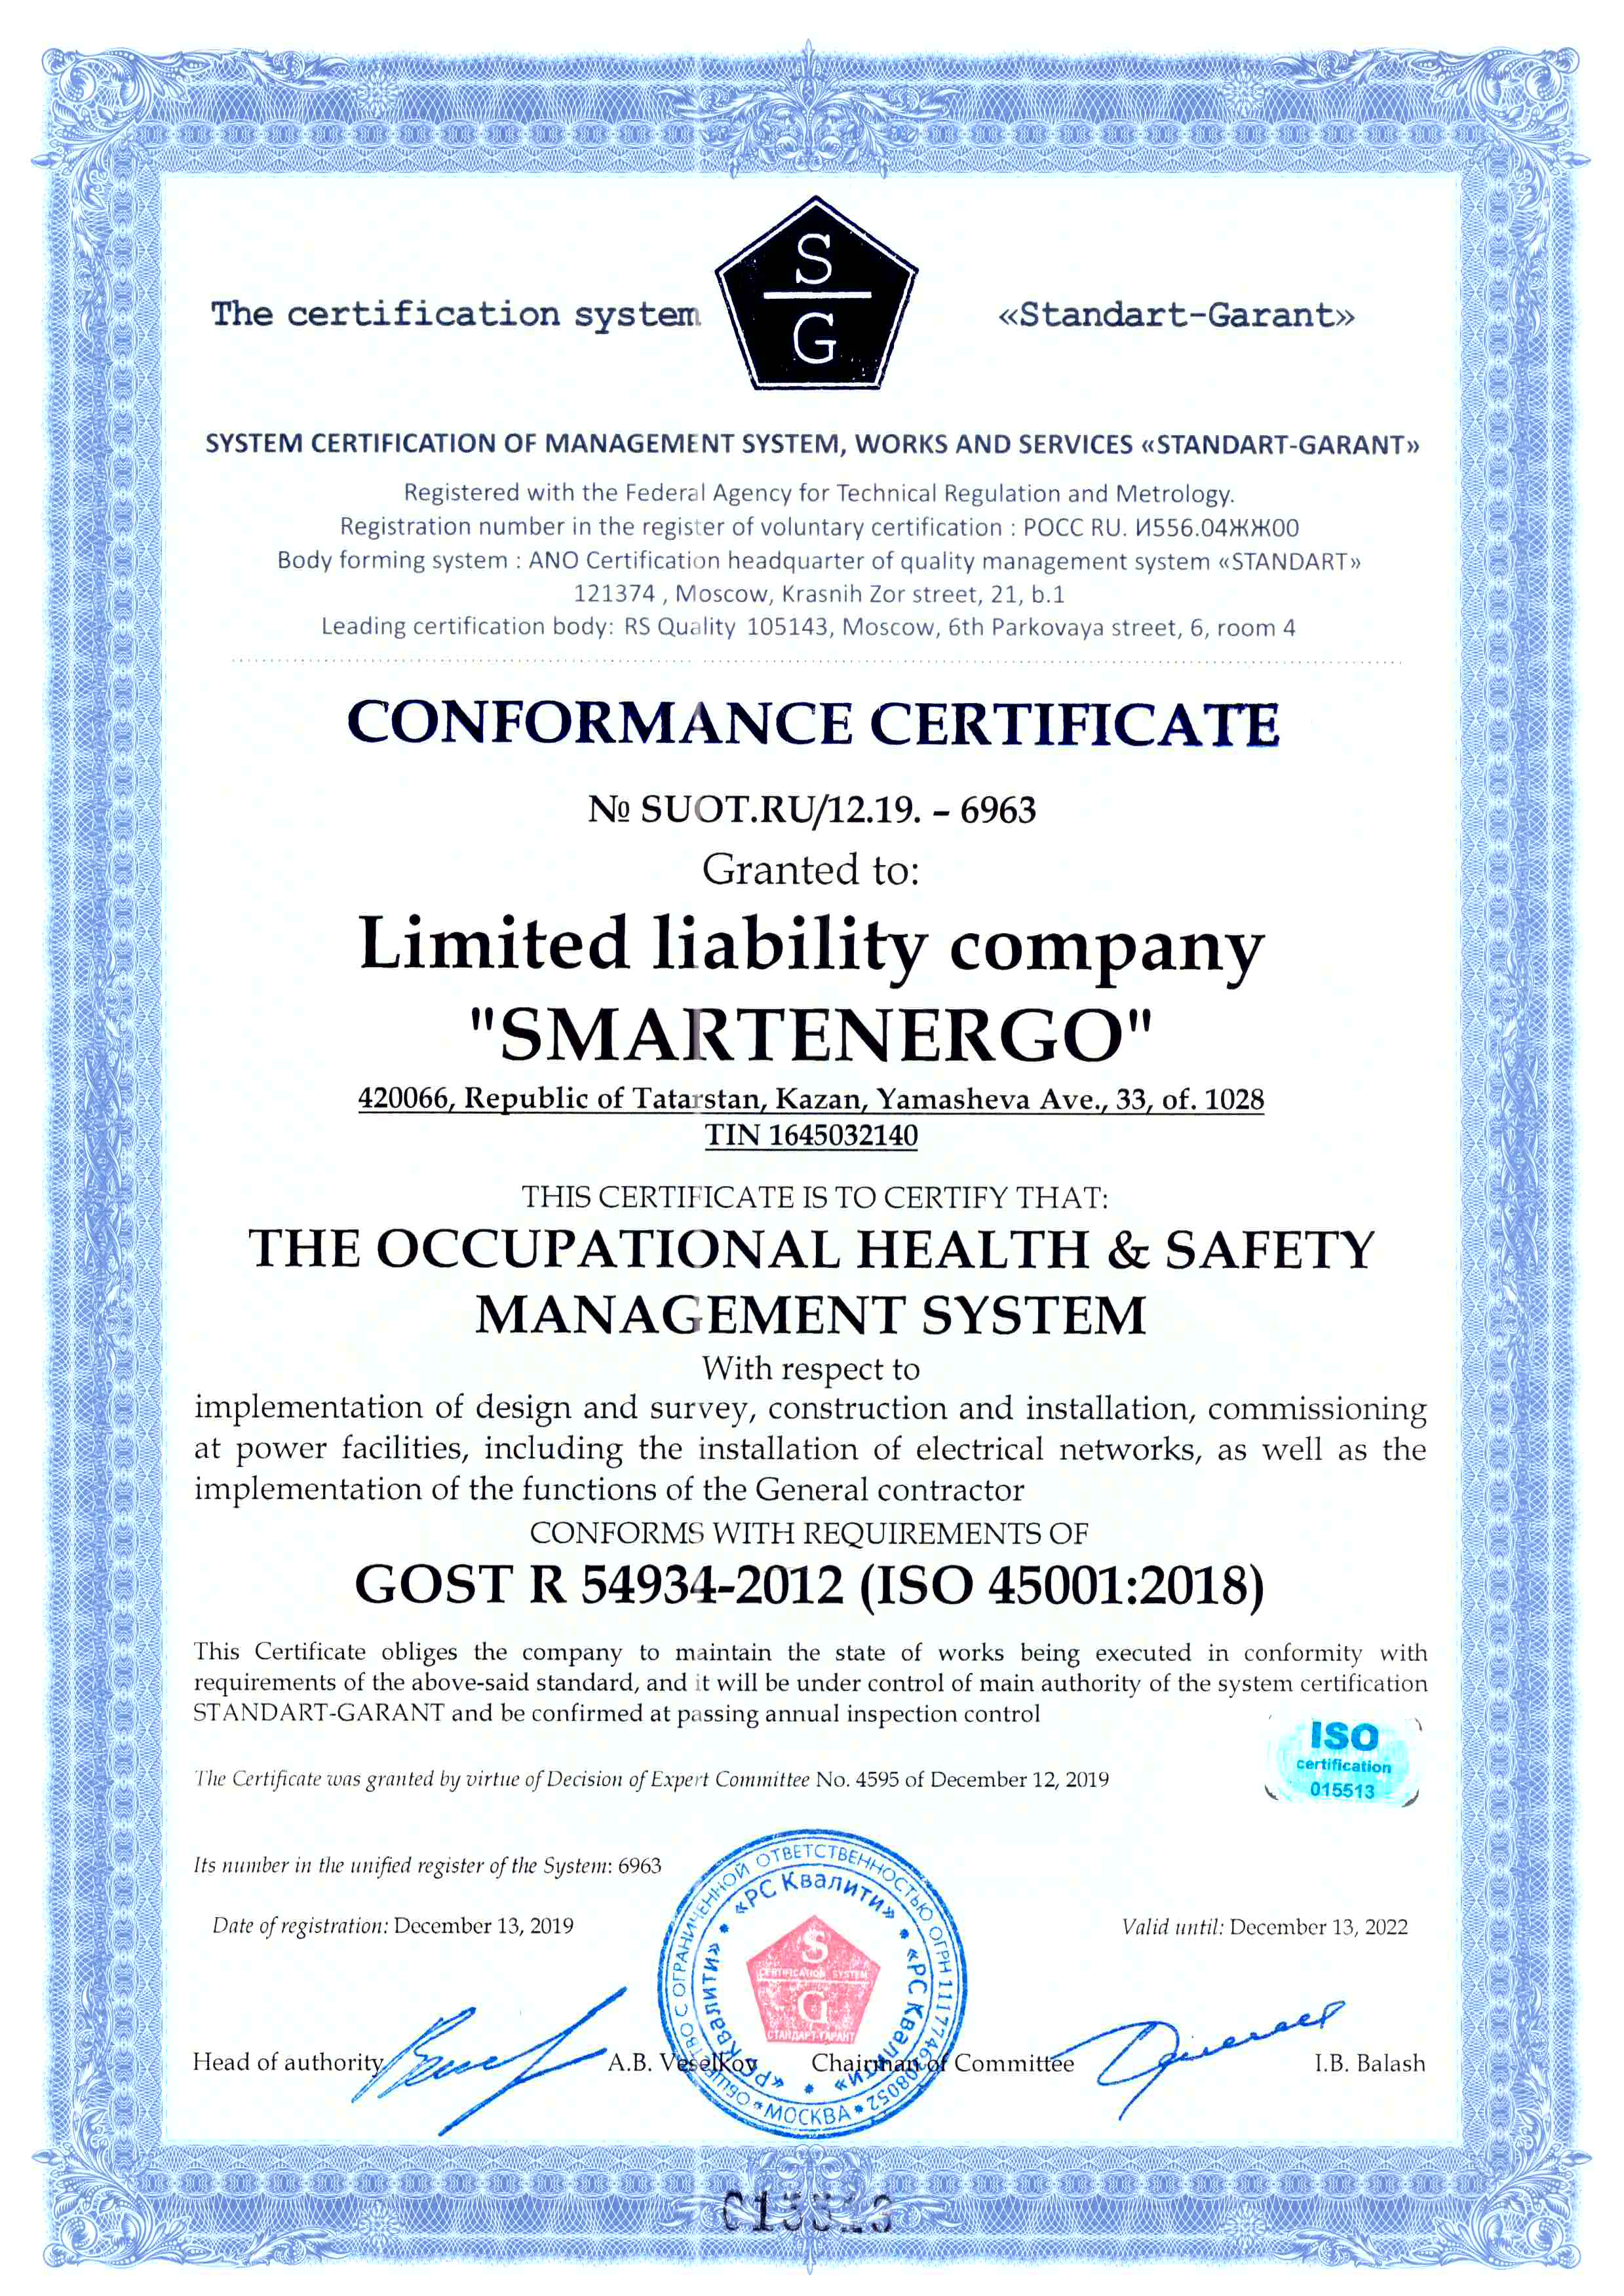 The certification system
S
G
«Standart-Garant»
SYSTEM CERTIFICATION OF MANAGEMENT SYSTEM, WORKS AND SERVICES «STANDART-GARANT»
Registered with the Federal Agency for Technical Regulation and Metrology.
Registration number in the register of voluntary certification : РОСС RU. И556.04ЖЖ00
Body forming system : ANO Certification headquarter of quality management system «STANDART»
121374 , Moscow, Krasnih Zor street, 21, b.1
Leading certification body: RS Quality 105143, Moscow, 6th Parkovaya street, 6, room 4
CONFORMANCE CERTIFICATE
№ SUOT.RU/12.19. – 6963
Granted to:
Limited liability company
"SMARTENERGO"
420066, Republic of Tatarstan, Kazan, Yamasheva Ave., 33, of. 1028
TIN 1645032140
THIS CERTIFICATE IS TO CERTIFY THAT:
THE OCCUPATIONAL HEALTH & SAFETY
MANAGEMENT SYSTEM
With respect to
implementation of design and survey, construction and installation, commissioning
at power facilities, including the installation of electrical networks, as well as the
implementation of the functions of the General contractor
CONFORMS WITH REQUIREMENTS OF
GOST R 54934-2012 (ISO 45001:2018)
This Certificate obliges the company to maintain the state of works being executed in conformity with
requirements of the above-said standard, and it will be under control of main authority of the system certification
STANDART-GARANT and be confirmed at passing annual inspection control
ISO
certification
015513
The Certificate was granted by virtue of Decision of Expert Committee No. 4595 of December 12, 2019
Its number in the unified register of the System: 6963
Date of registration: December 13, 2019
Valid until: December 13, 2022
ОБЩЕСТВО С ОГРАНИЧЕННОЙ ОТВЕТСТВЕННОСТЬЮ ОГРН
МОСКВА
«РС Квалити» «РС Квалити» «РС Квалити»
S
CERTIFICATION SYSTEM
G
СТАНДАРТ-ГАРАНТ
Head of authority
A.B. Veselkov
Chairman of Committee
I.B. Balash